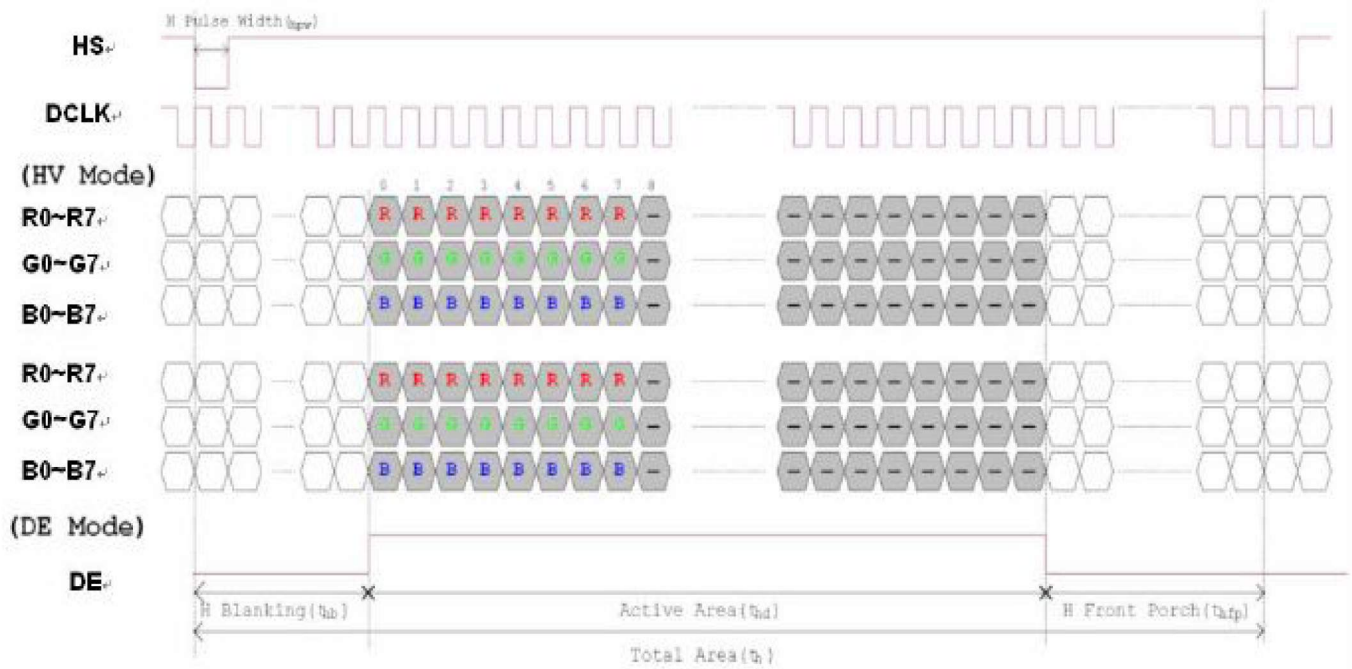 H Pulse Width(thpw)
HS
DCLK
(HV Mode)
0 1 2 3 4 5 6 7 8
R0~R7 R R R R R R R R - - - - - - - - -
G0~G7 G G G G G G G G - - - - - - - - -
B0~B7 B B B B B B B B - - - - - - - - -
R0~R7 R R R R R R R R - - - - - - - - -
G0~G7 G G G G G G G G - - - - - - - - -
B0~B7 B B B B B B B B - - - - - - - - -
(DE Mode)
DE
H Blanking(thb) Active Area(thd) H Front Porch(thfp)
Total Area(th)